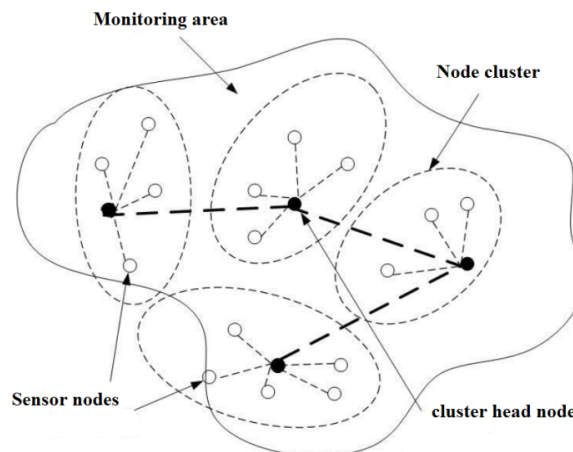 Monitoring area
Node cluster
Sensor nodes
cluster head node